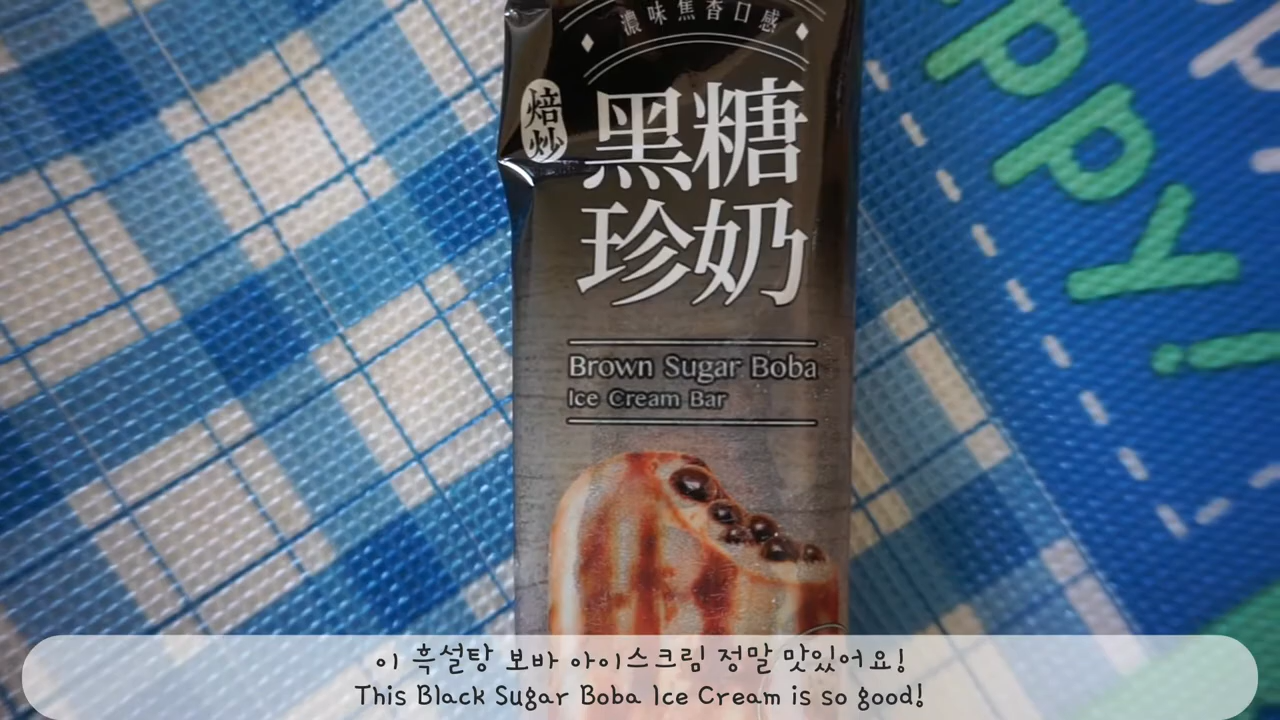 濃味焦香口感
焙炒
黑糖
珍奶
Brown Sugar Boba
Ice Cream Bar
ppy!
이 흑설탕 보바 아이스크림 정말 맛있어요!
This Black Sugar Boba Ice Cream is so good!